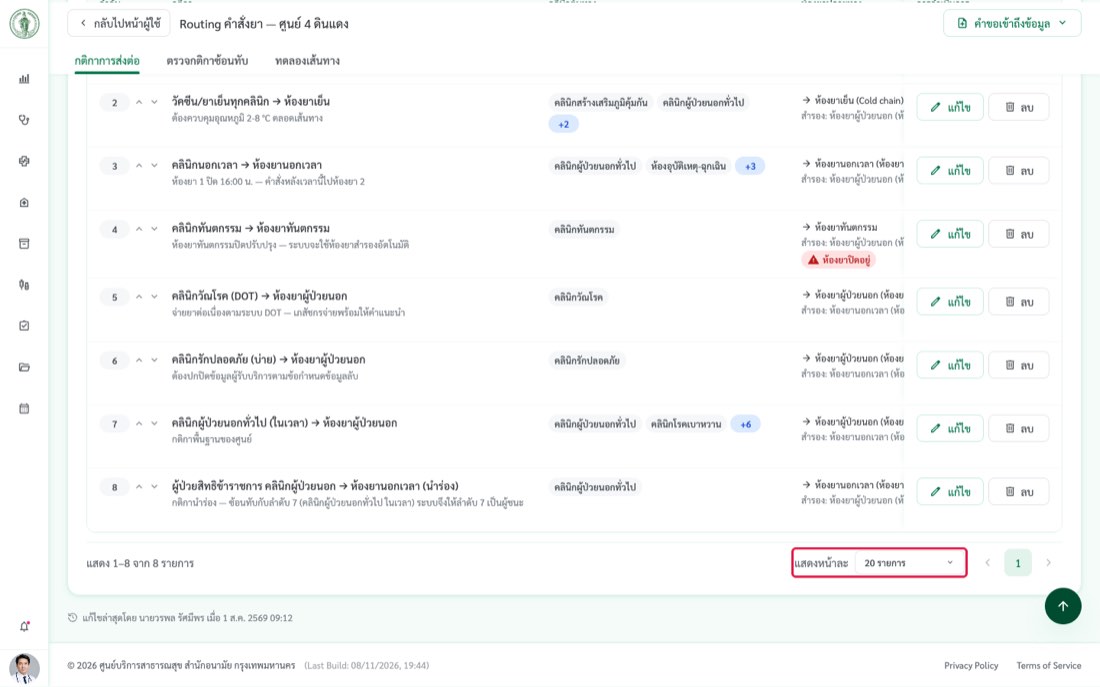 กลับไปหน้าผู้ใช้
Routing คำสั่งยา — ศูนย์ 4 ดินแดง
คำขอเข้าถึงข้อมูล
กติกาการส่งต่อ
ตรวจกติกาซ้อนทับ
ทดลองเส้นทาง
2
วัคซีน/ยาเย็นทุกคลินิก → ห้องยาเย็น
ต้องควบคุมอุณหภูมิ 2-8 °C ตลอดเส้นทาง
คลินิกสร้างเสริมภูมิคุ้มกัน
คลินิกผู้ป่วยนอกทั่วไป
+2
→ ห้องยาเย็น (Cold chain)
สำรอง: ห้องยาผู้ป่วยนอก (ห้
แก้ไข
ลบ
3
คลินิกนอกเวลา → ห้องยานอกเวลา
ห้องยา 1 ปิด 16:00 น. — คำสั่งหลังเวลานี้ไปห้องยา 2
คลินิกผู้ป่วยนอกทั่วไป
ห้องอุบัติเหตุ-ฉุกเฉิน
+3
→ ห้องยานอกเวลา (ห้องยา
สำรอง: ห้องยาผู้ป่วยนอก (ห้
แก้ไข
ลบ
4
คลินิกทันตกรรม → ห้องยาทันตกรรม
ห้องยาทันตกรรมปิดปรับปรุง — ระบบจะใช้ห้องยาสำรองอัตโนมัติ
คลินิกทันตกรรม
→ ห้องยาทันตกรรม
สำรอง: ห้องยาผู้ป่วยนอก (ห้
ห้องยาปิดอยู่
แก้ไข
ลบ
5
คลินิกวัณโรค (DOT) → ห้องยาผู้ป่วยนอก
จ่ายยาต่อเนื่องตามระบบ DOT — เภสัชกรจ่ายพร้อมให้คำแนะนำ
คลินิกวัณโรค
→ ห้องยาผู้ป่วยนอก (ห้องย
สำรอง: ห้องยานอกเวลา (ห้อ
แก้ไข
ลบ
6
คลินิกรักปลอดภัย (บ่าย) → ห้องยาผู้ป่วยนอก
ต้องปกปิดข้อมูลผู้รับบริการตามข้อกำหนดข้อมูลลับ
คลินิกรักปลอดภัย
→ ห้องยาผู้ป่วยนอก (ห้องย
สำรอง: ห้องยานอกเวลา (ห้อ
แก้ไข
ลบ
7
คลินิกผู้ป่วยนอกทั่วไป (ในเวลา) → ห้องยาผู้ป่วยนอก
กติกาพื้นฐานของศูนย์
คลินิกผู้ป่วยนอกทั่วไป
คลินิกโรคเบาหวาน
+6
→ ห้องยาผู้ป่วยนอก (ห้องย
สำรอง: ห้องยานอกเวลา (ห้อ
แก้ไข
ลบ
8
ผู้ป่วยสิทธิข้าราชการ คลินิกผู้ป่วยนอก → ห้องยานอกเวลา (นำร่อง)
กติกานำร่อง — ซ้อนทับกับลำดับ 7 (คลินิกผู้ป่วยนอกทั่วไป ในเวลา) ระบบจึงให้ลำดับ 7 เป็นผู้ชนะ
คลินิกผู้ป่วยนอกทั่วไป
→ ห้องยานอกเวลา (ห้องยา
สำรอง: ห้องยาผู้ป่วยนอก (ห้
แก้ไข
ลบ
แสดง 1–8 จาก 8 รายการ
แสดงหน้าละ
20 รายการ
1
แก้ไขล่าสุดโดย นายวรพล รัศมีพร เมื่อ 1 ส.ค. 2569 09:12
© 2026 ศูนย์บริการสาธารณสุข สำนักอนามัย กรุงเทพมหานคร (Last Build: 08/11/2026, 19:44)
Privacy Policy
Terms of Service